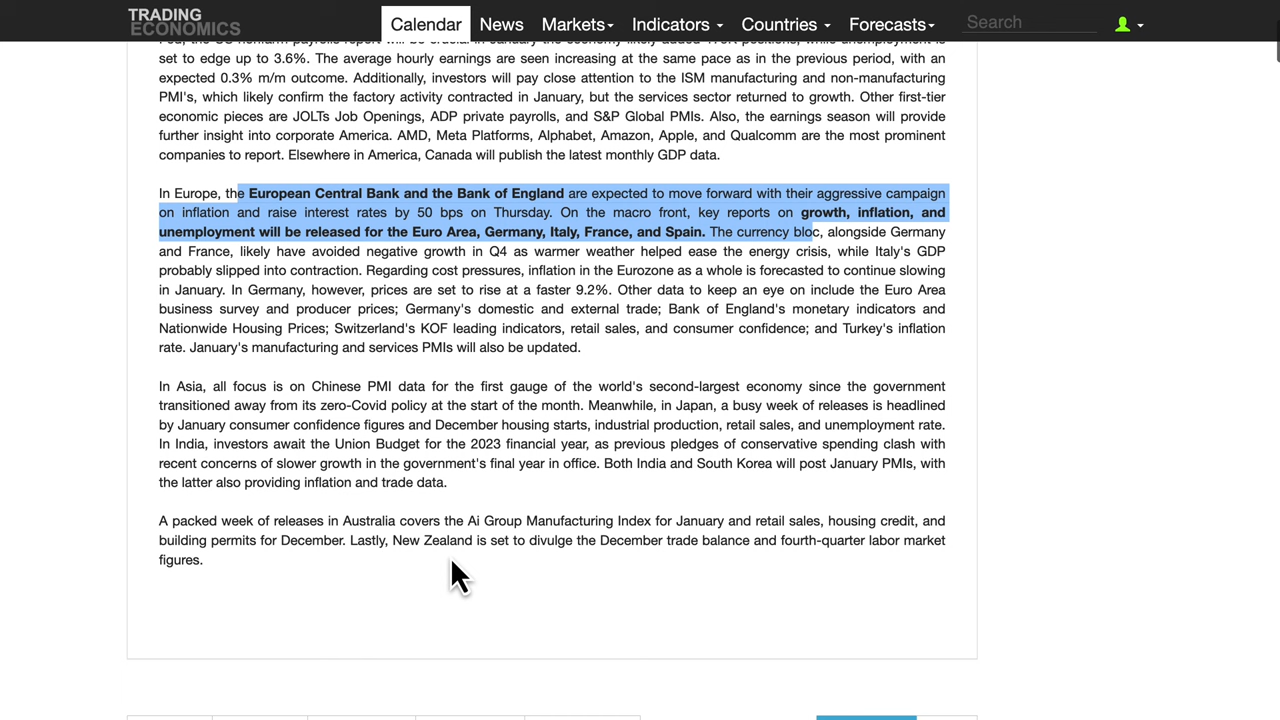 TRADING
ECONOMICS
Calendar News Markets Indicators Countries Forecasts Search
set to edge up to 3.6%. The average hourly earnings are seen increasing at the same pace as in the previous period, with an
expected 0.3% m/m outcome. Additionally, investors will pay close attention to the ISM manufacturing and non-manufacturing
PMI's, which likely confirm the factory activity contracted in January, but the services sector returned to growth. Other first-tier
economic pieces are JOLTs Job Openings, ADP private payrolls, and S&P Global PMIs. Also, the earnings season will provide
further insight into corporate America. AMD, Meta Platforms, Alphabet, Amazon, Apple, and Qualcomm are the most prominent
companies to report. Elsewhere in America, Canada will publish the latest monthly GDP data.
In Europe, the European Central Bank and the Bank of England are expected to move forward with their aggressive campaign
on inflation and raise interest rates by 50 bps on Thursday. On the macro front, key reports on growth, inflation, and
unemployment will be released for the Euro Area, Germany, Italy, France, and Spain. The currency bloc, alongside Germany
and France, likely have avoided negative growth in Q4 as warmer weather helped ease the energy crisis, while Italy's GDP
probably slipped into contraction. Regarding cost pressures, inflation in the Eurozone as a whole is forecasted to continue slowing
in January. In Germany, however, prices are set to rise at a faster 9.2%. Other data to keep an eye on include the Euro Area
business survey and producer prices; Germany's domestic and external trade; Bank of England's monetary indicators and
Nationwide Housing Prices; Switzerland's KOF leading indicators, retail sales, and consumer confidence; and Turkey's inflation
rate. January's manufacturing and services PMIs will also be updated.
In Asia, all focus is on Chinese PMI data for the first gauge of the world's second-largest economy since the government
transitioned away from its zero-Covid policy at the start of the month. Meanwhile, in Japan, a busy week of releases is headlined
by January consumer confidence figures and December housing starts, industrial production, retail sales, and unemployment rate.
In India, investors await the Union Budget for the 2023 financial year, as previous pledges of conservative spending clash with
recent concerns of slower growth in the government's final year in office. Both India and South Korea will post January PMIs, with
the latter also providing inflation and trade data.
A packed week of releases in Australia covers the Ai Group Manufacturing Index for January and retail sales, housing credit, and
building permits for December. Lastly, New Zealand is set to divulge the December trade balance and fourth-quarter labor market
figures.